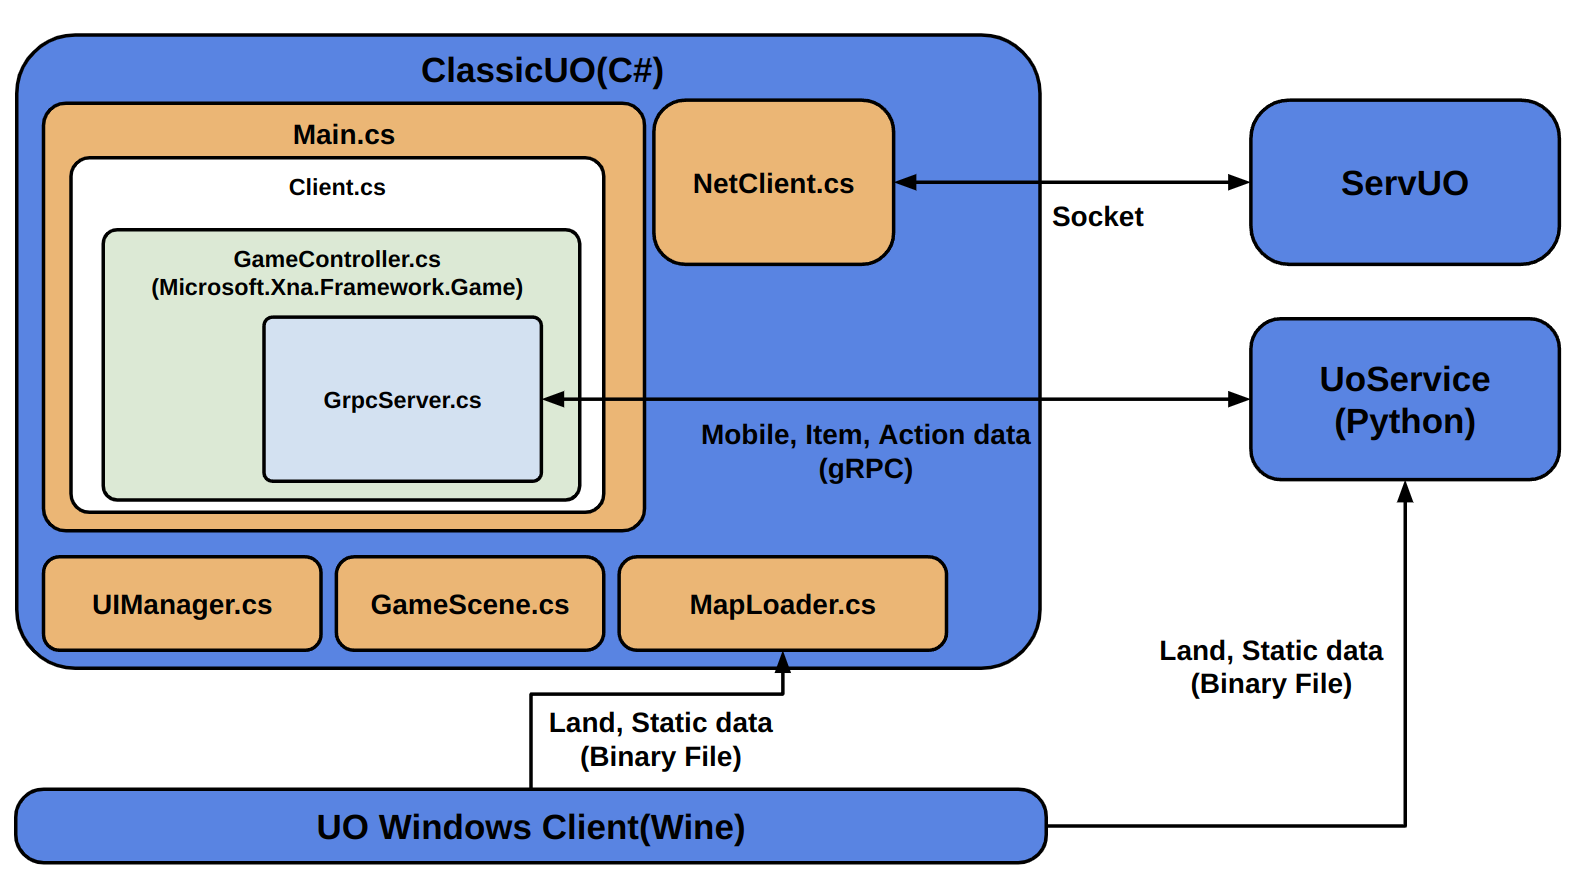 ClassicUO(C#)
Main.cs
Client.cs
GameController.cs
(Microsoft.Xna.Framework.Game)
GrpcServer.cs
NetClient.cs
Socket
ServUO
UoService
(Python)
Mobile, Item, Action data
(gRPC)
UIManager.cs
GameScene.cs
MapLoader.cs
Land, Static data
(Binary File)
Land, Static data
(Binary File)
UO Windows Client(Wine)